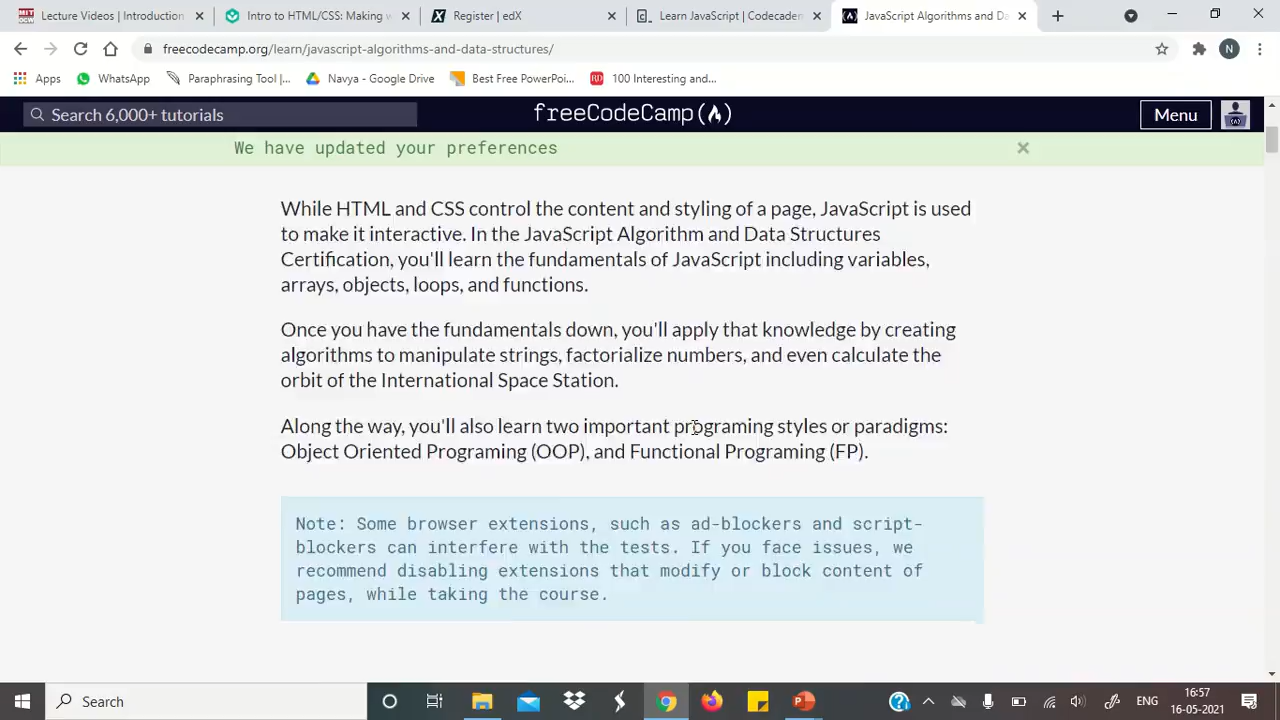 Lecture Videos | Introduction
Intro to HTML/CSS: Making w
Register | edX
Learn JavaScript | Codecadem
JavaScript Algorithms and Da
freecodecamp.org/learn/javascript-algorithms-and-data-structures/
N
Apps
WhatsApp
Paraphrasing Tool |...
Navya - Google Drive
Best Free PowerPoi...
100 Interesting and...
Search 6,000+ tutorials
freeCodeCamp
Menu
We have updated your preferences
While HTML and CSS control the content and styling of a page, JavaScript is used
to make it interactive. In the JavaScript Algorithm and Data Structures
Certification, you'll learn the fundamentals of JavaScript including variables,
arrays, objects, loops, and functions.
Once you have the fundamentals down, you'll apply that knowledge by creating
algorithms to manipulate strings, factorialize numbers, and even calculate the
orbit of the International Space Station.
Along the way, you'll also learn two important programing styles or paradigms:
Object Oriented Programing (OOP), and Functional Programing (FP).
Note: Some browser extensions, such as ad-blockers and script-
blockers can interfere with the tests. If you face issues, we
recommend disabling extensions that modify or block content of
pages, while taking the course.
Search
ENG
16:57
16-05-2021